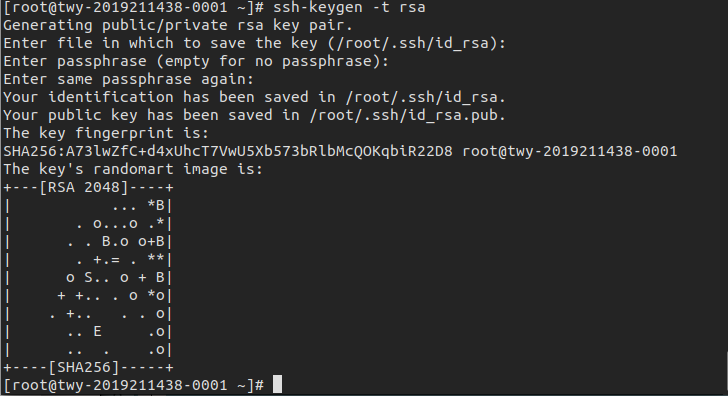 [root@twy-2019211438-0001 ~]# ssh-keygen -t rsa
Generating public/private rsa key pair.
Enter file in which to save the key (/root/.ssh/id_rsa):
Enter passphrase (empty for no passphrase):
Enter same passphrase again:
Your identification has been saved in /root/.ssh/id_rsa.
Your public key has been saved in /root/.ssh/id_rsa.pub.
The key fingerprint is:
SHA256:A73lwZfC+d4xUhcT7VwU5Xb573bRlbMcQOKqbiR22D8 root@twy-2019211438-0001
The key's randomart image is:
+---[RSA 2048]----+
|            ... *B|
|        . o...o .*|
|       . . B.o o+B|
|        . +.= . **|
|       o S.. o + B|
|      + +.. . o *o|
|     . +..   . . o|
|       .. E     .o|
|       ..  .    .o|
+----[SHA256]-----+
[root@twy-2019211438-0001 ~]#